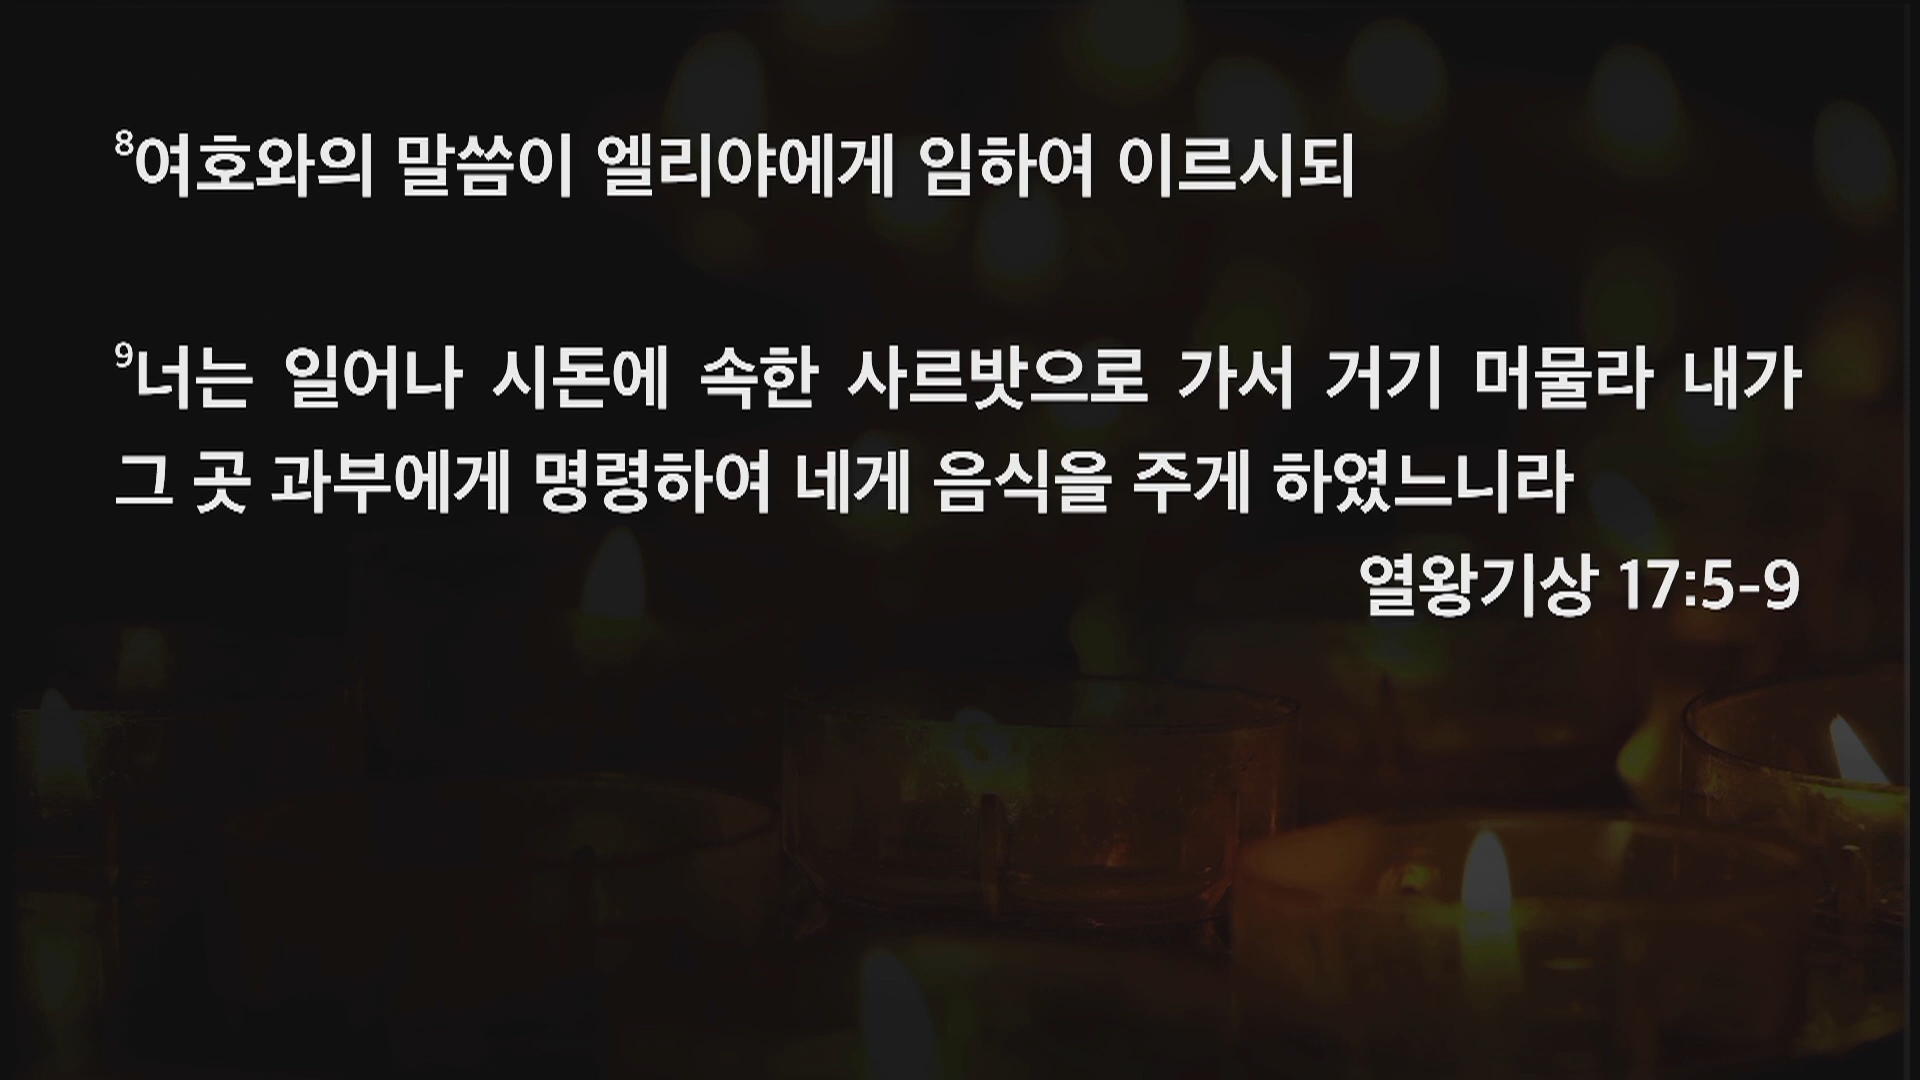 ⁸여호와의 말씀이 엘리야에게 임하여 이르시되
⁹너는 일어나 시돈에 속한 사르밧으로 가서 거기 머물라 내가
그 곳 과부에게 명령하여 네게 음식을 주게 하였느니라
열왕기상 17:5-9